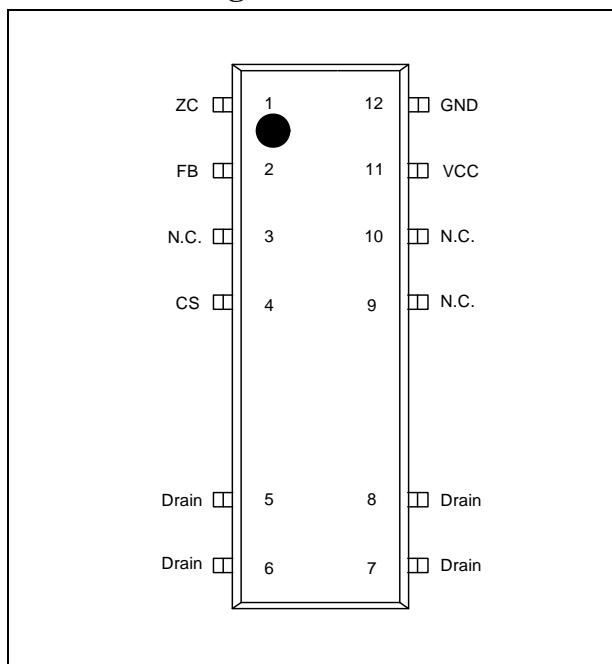 ZC 1 12 GND
FB 2 11 VCC
N.C. 3 10 N.C.
CS 4 9 N.C.
Drain 5 8 Drain
Drain 6 7 Drain